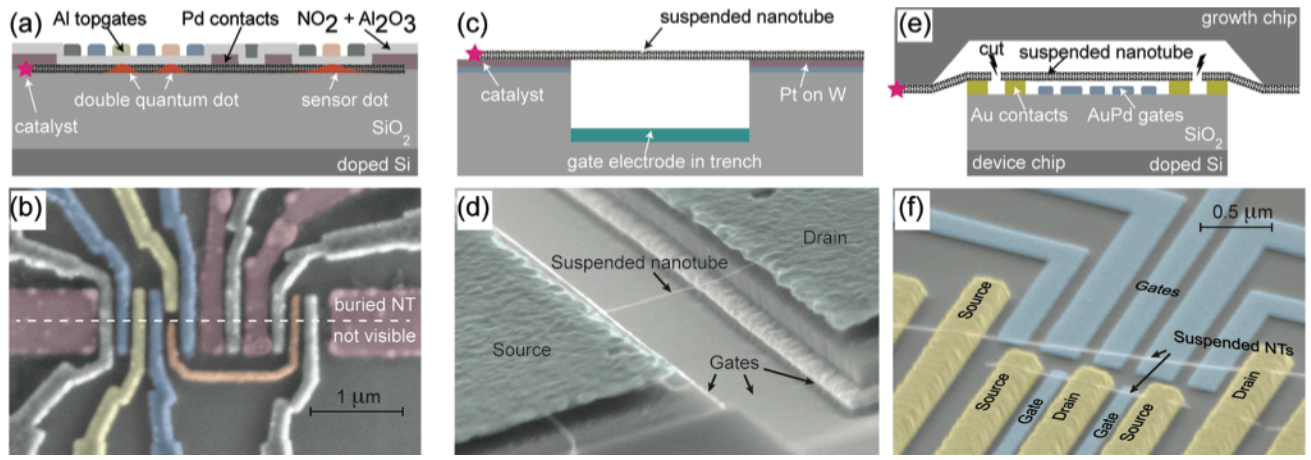 (a)
Al topgates
Pd contacts
NO2 + Al2O3
double quantum dot
sensor dot
catalyst
SiO2
doped Si
(b)
buried NT
not visible
1 μm
(c)
suspended nanotube
catalyst
Pt on W
gate electrode in trench
(d)
Drain
Suspended nanotube
Source
Gates
(e)
growth chip
cut
suspended nanotube
Au contacts
AuPd gates
SiO2
device chip
doped Si
(f)
0.5 μm
Source
Gates
Suspended NTs
Source
Gate
Drain
Gate
Source
Drain